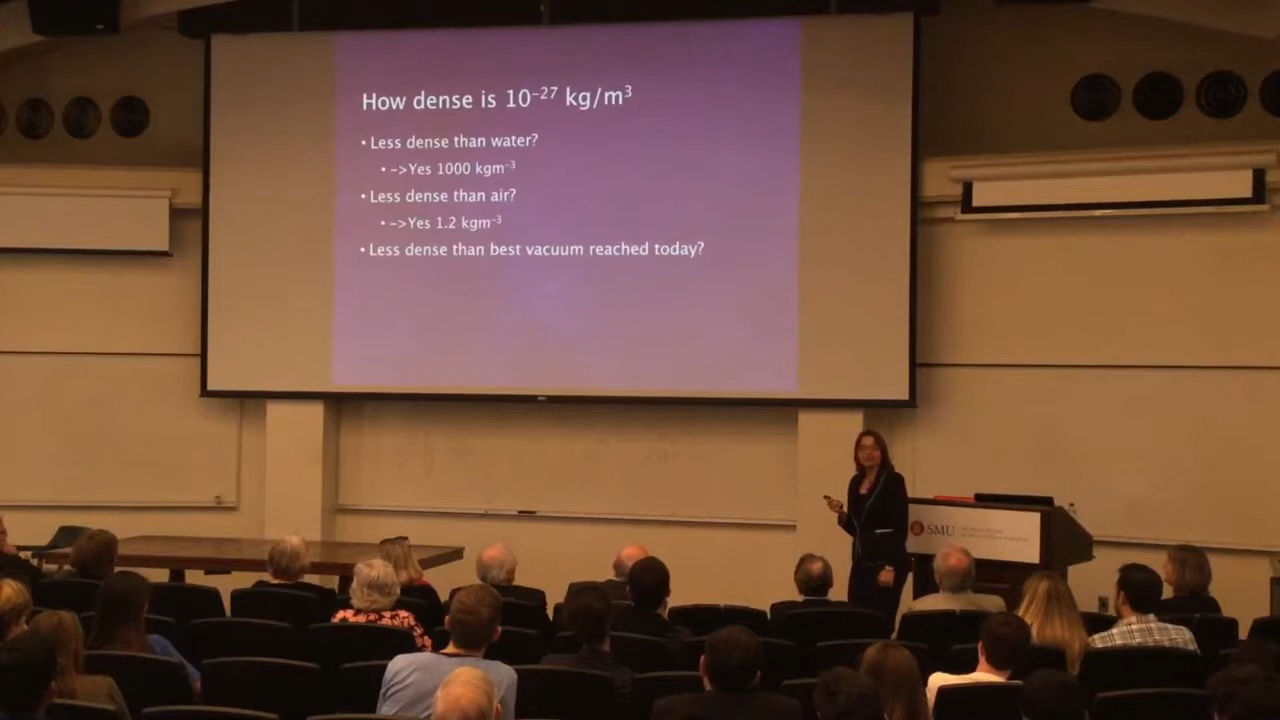 How dense is 10⁻²⁷ kg/m³
• Less dense than water?
• ->Yes 1000 kgm⁻³
• Less dense than air?
• ->Yes 1.2 kgm⁻³
• Less dense than best vacuum reached today?
SMU